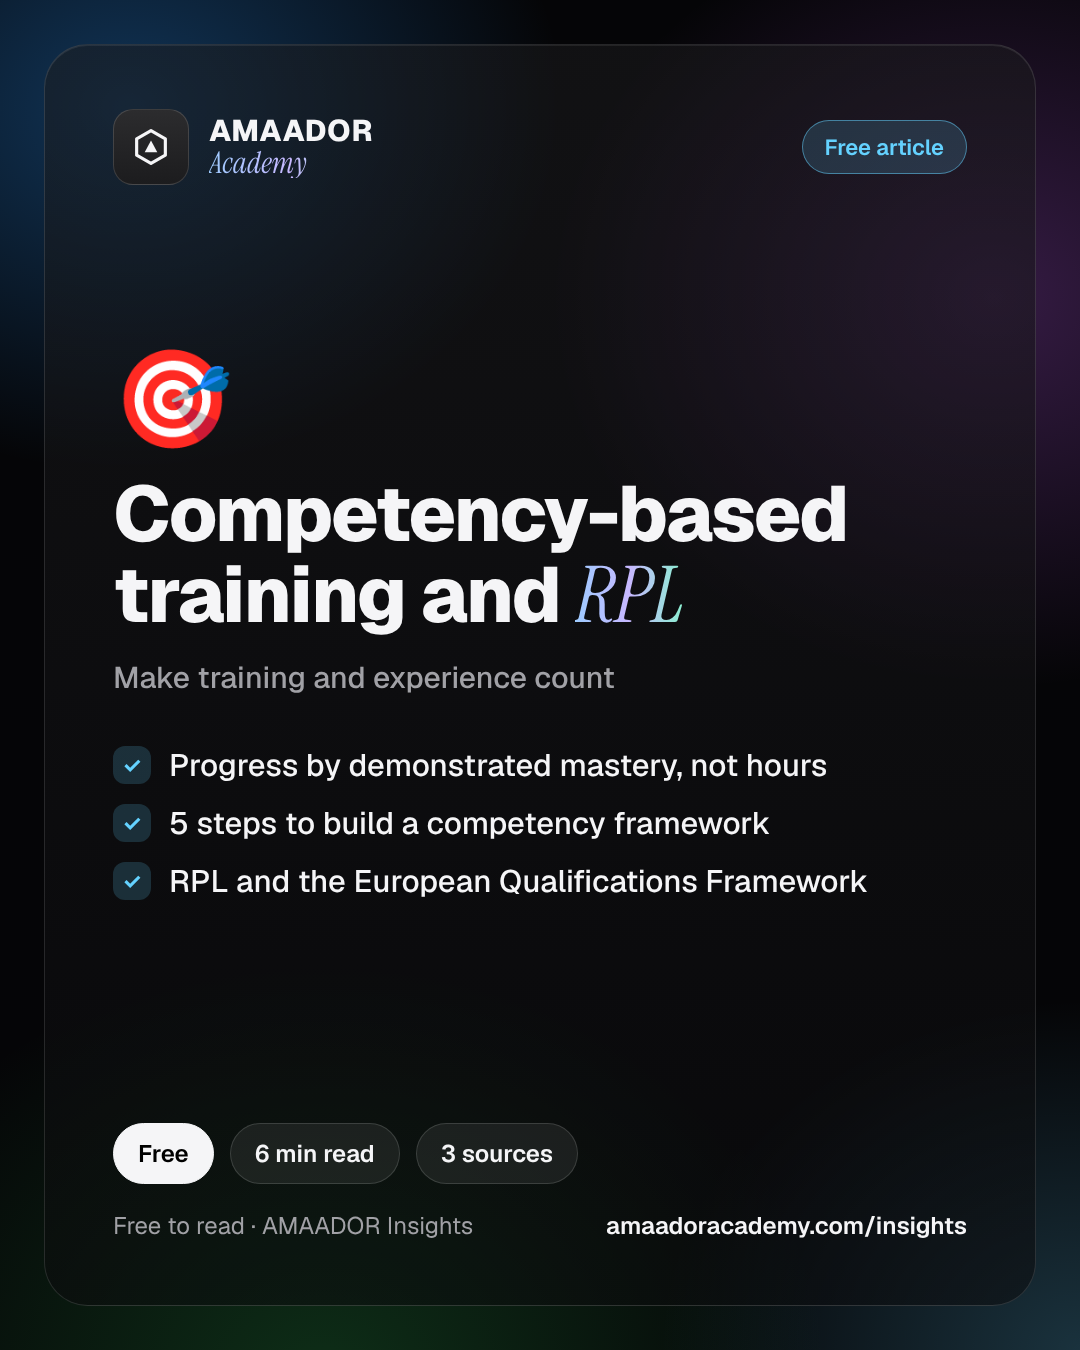 AMAADOR
Academy
Free article
Competency-based
training and RPL
Make training and experience count
Progress by demonstrated mastery, not hours
5 steps to build a competency framework
RPL and the European Qualifications Framework
Free
6 min read
3 sources
Free to read · AMAADOR Insights
amaadoracademy.com/insights